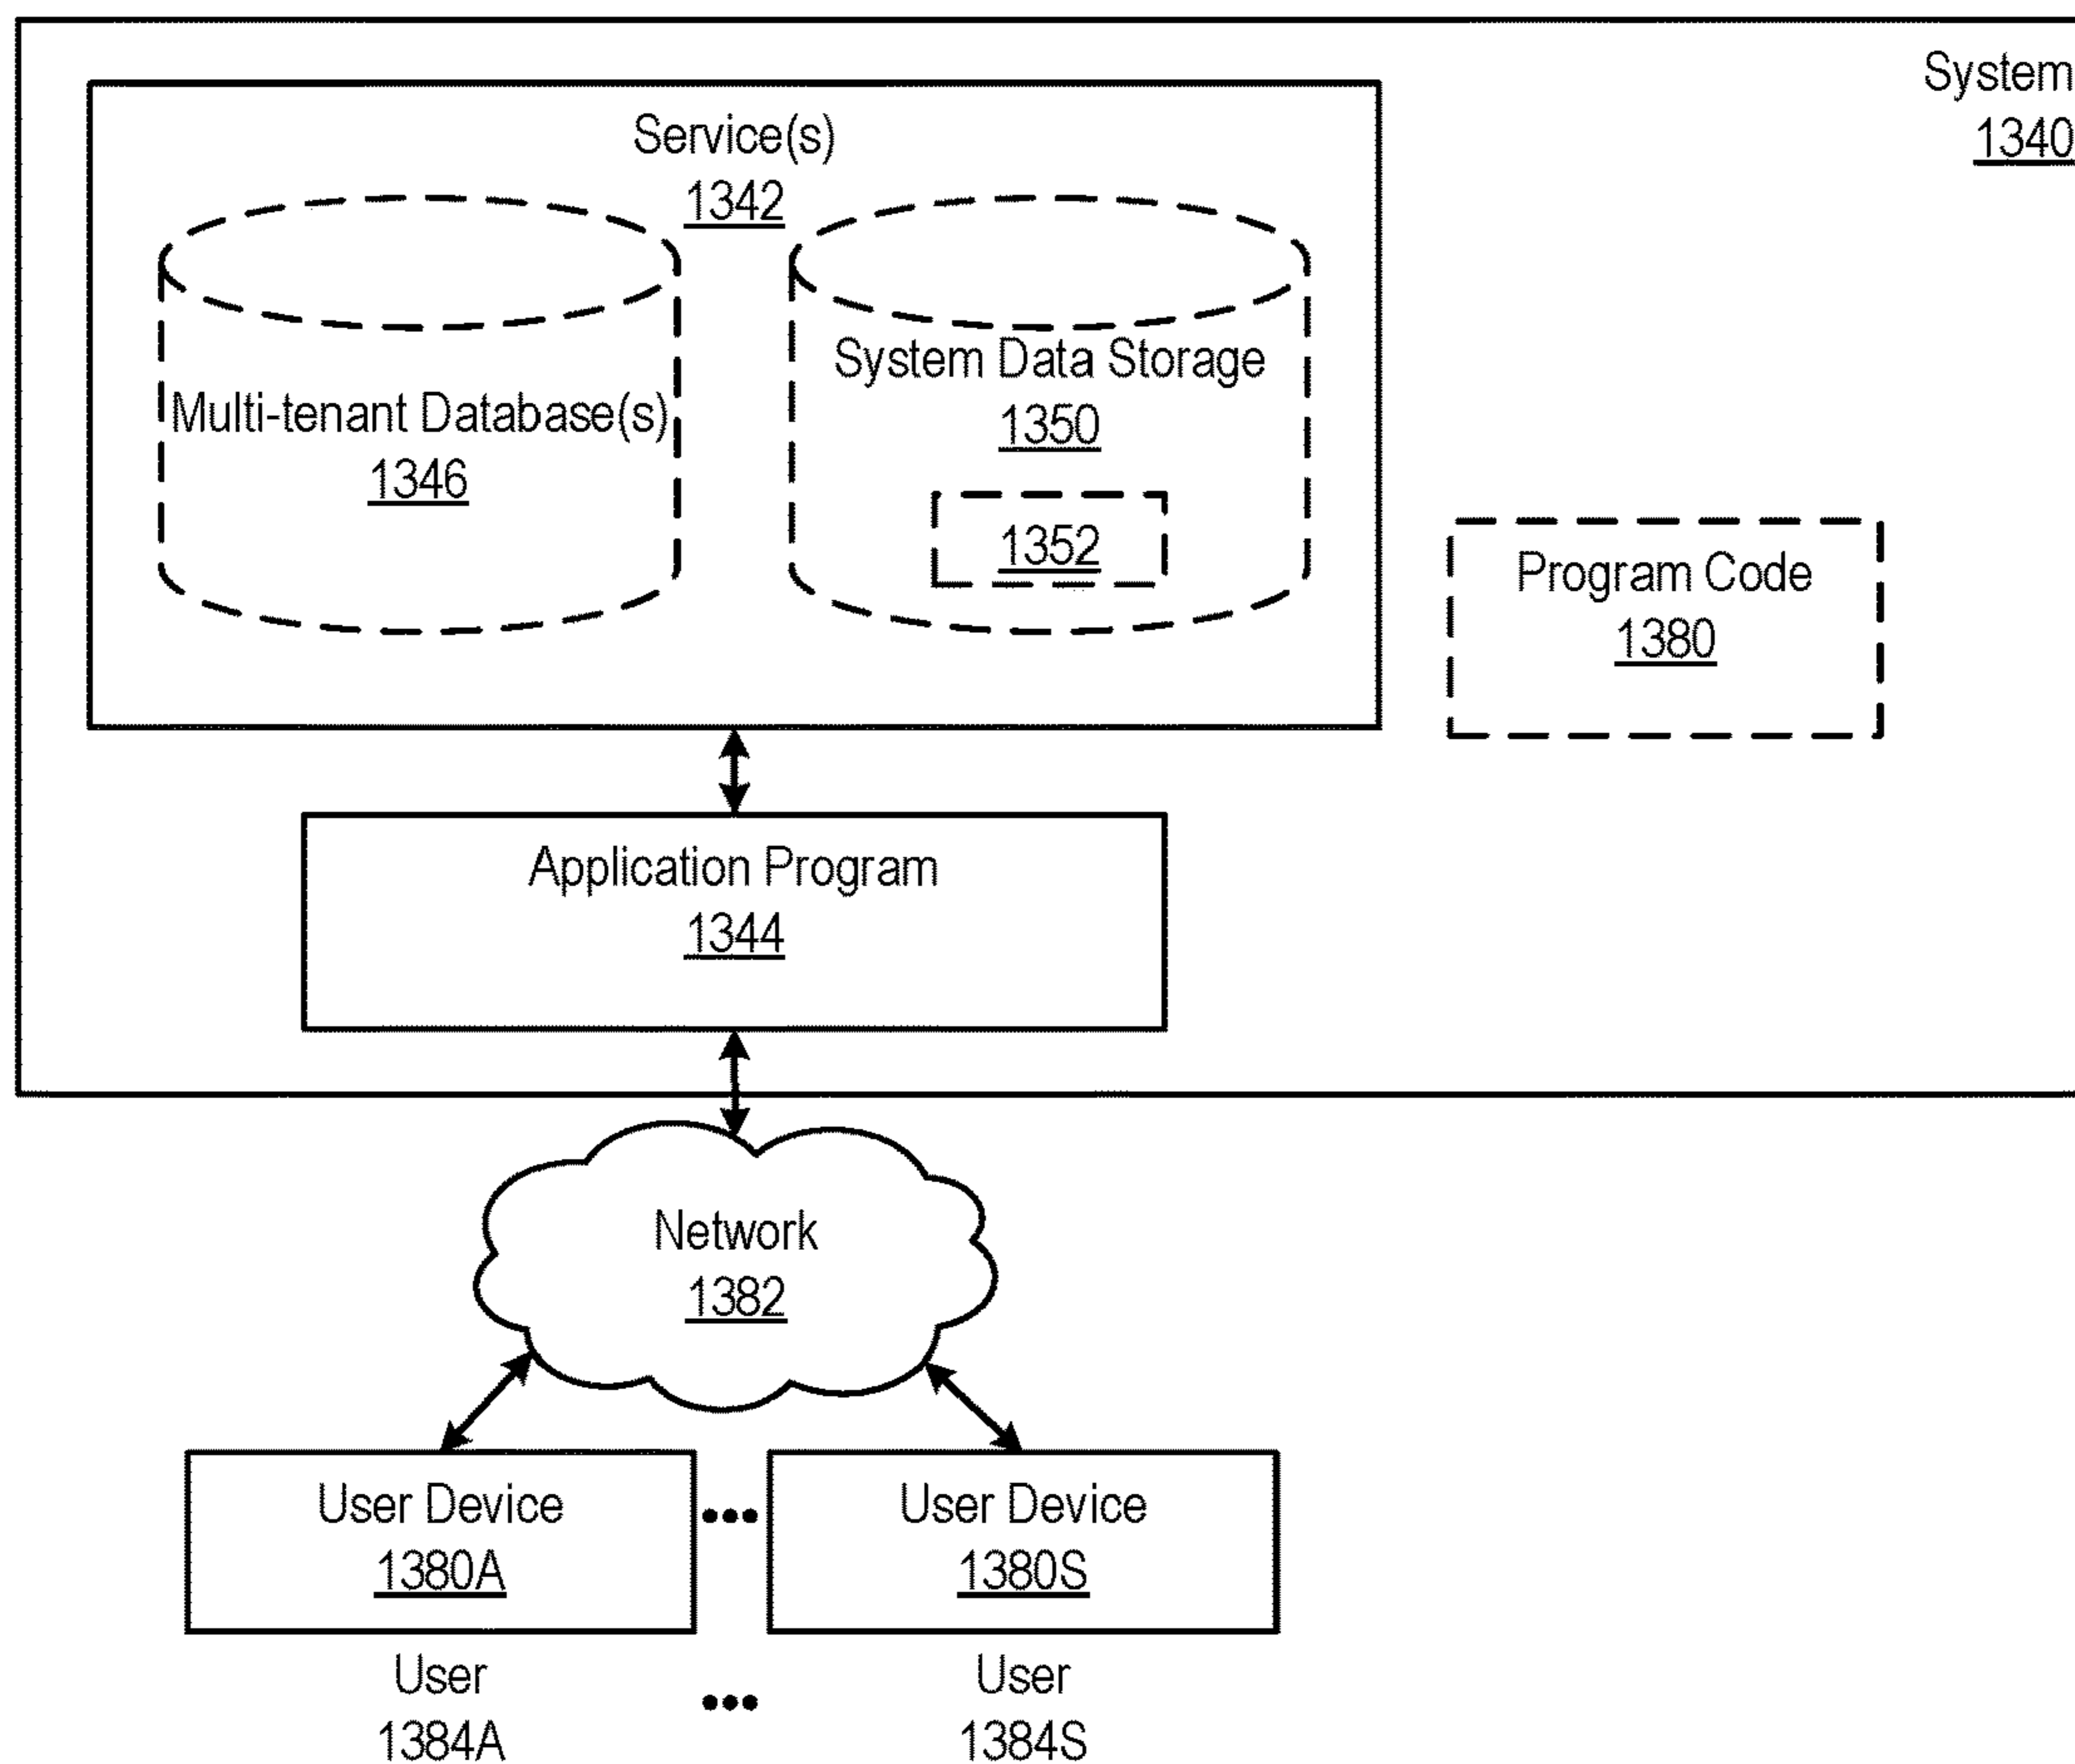 System
1340
Service(s)
1342
Multi-tenant Database(s)
1346
System Data Storage
1350
1352
Program Code
1380
Application Program
1344
Network
1382
User Device
1380A
•••
User Device
1380S
User
1384A
•••
User
1384S